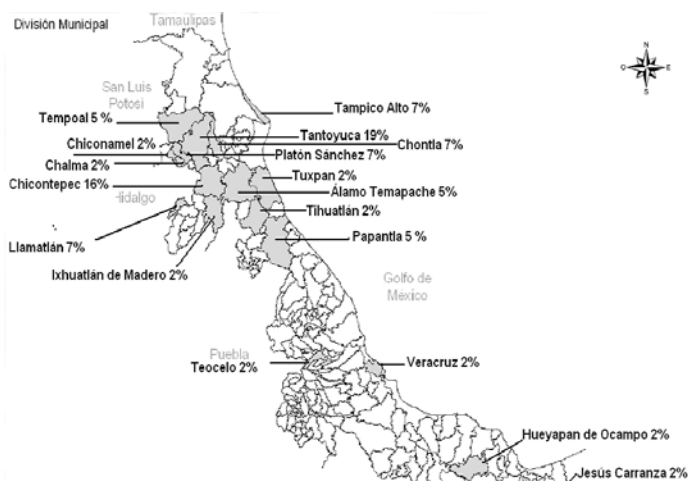 División Municipal
Tamaulipas
N
E
S
San Luis
Potosí
Tempoal 5 %
Tampico Alto 7%
Tantoyuca 19%
Chontla 7%
Chiconamel 2%
Platón Sánchez 7%
Chalma 2%
Tuxpan 2%
Chicontepec 16%
Álamo Temapache 5%
Hidalgo
Tihuatlán 2%
Papantla 5 %
Llamatlán 7%
Ixhuatlán de Madero 2%
Golfo de
México
Puebla
Teocelo 2%
Veracruz 2%
Hueyapan de Ocampo 2%
Jesús Carranza 2%